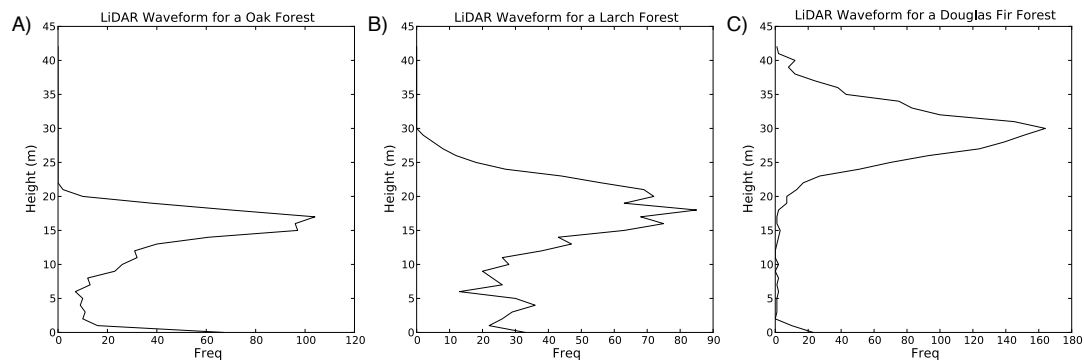 A)
LiDAR Waveform for a Oak Forest
Height (m)
45
40
35
30
25
20
15
10
5
0
0 20 40 60 80 100 120
Freq
B)
LiDAR Waveform for a Larch Forest
Height (m)
45
40
35
30
25
20
15
10
5
0
0 10 20 30 40 50 60 70 80 90
Freq
C)
LiDAR Waveform for a Douglas Fir Forest
Height (m)
45
40
35
30
25
20
15
10
5
0
0 20 40 60 80 100 120 140 160 180
Freq